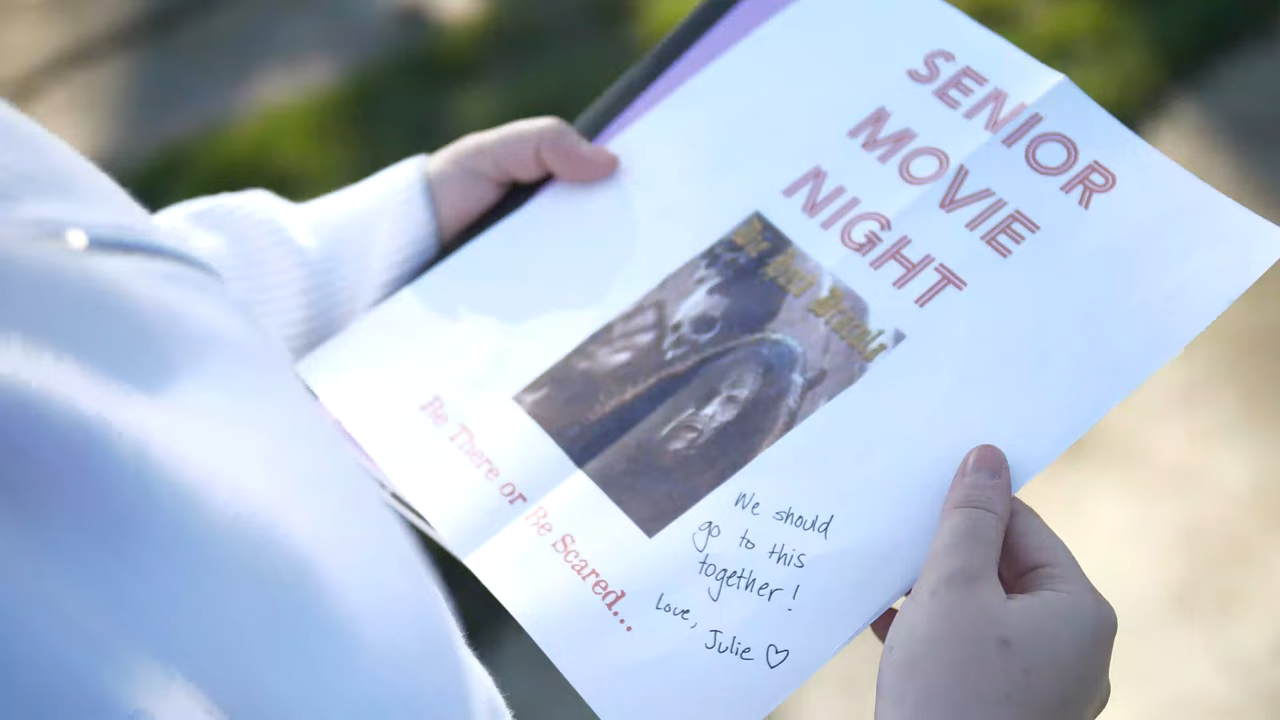 SENIOR
MOVIE
NIGHT
Be There or Be Scared...
We should
go to this
together!
Love,
Julie ♡